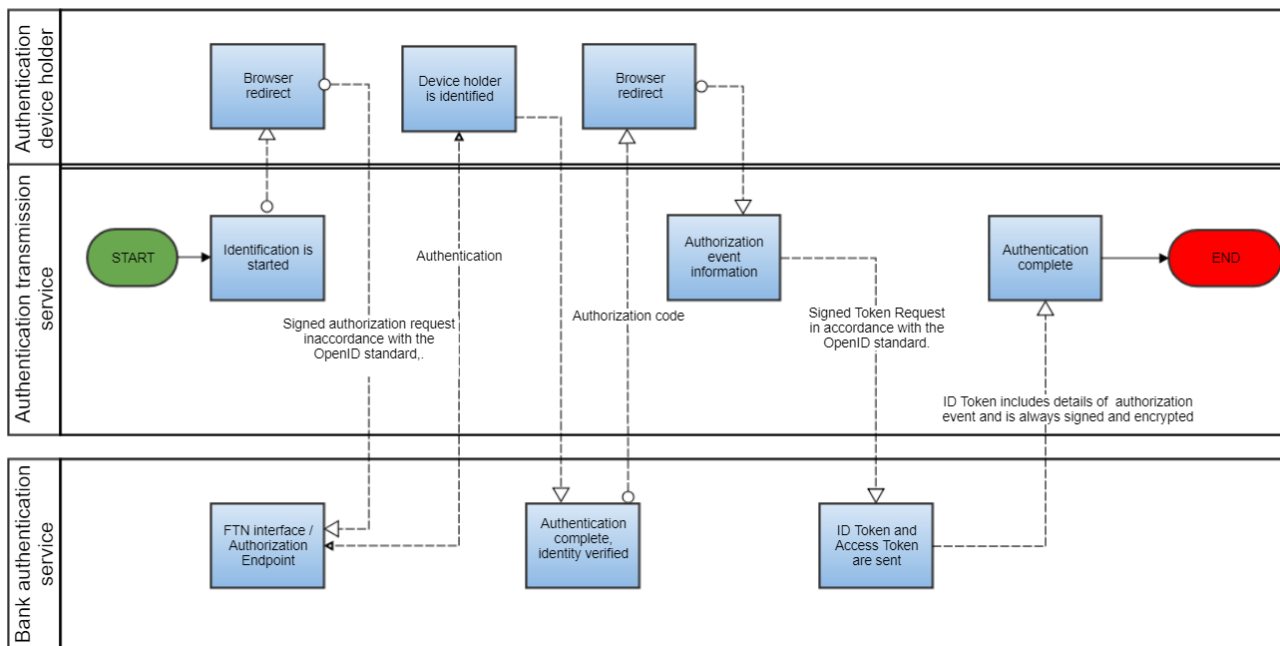 Authentication
device holder
Browser
redirect
Device holder
is identified
Browser
redirect
Authentication transmission
service
START
Identification is
started
Authentication
Signed authorization request
inaccordance with the
OpenID standard,.
Authorization code
Authorization
event
information
Signed Token Request
in accordance with the
OpenID standard.
Authentication
complete
END
ID Token includes details of  authorization
event and is always signed and encrypted
Bank authentication
service
FTN interface /
Authorization
Endpoint
Authentication
complete,
identity verified
ID Token and
Access Token
are sent